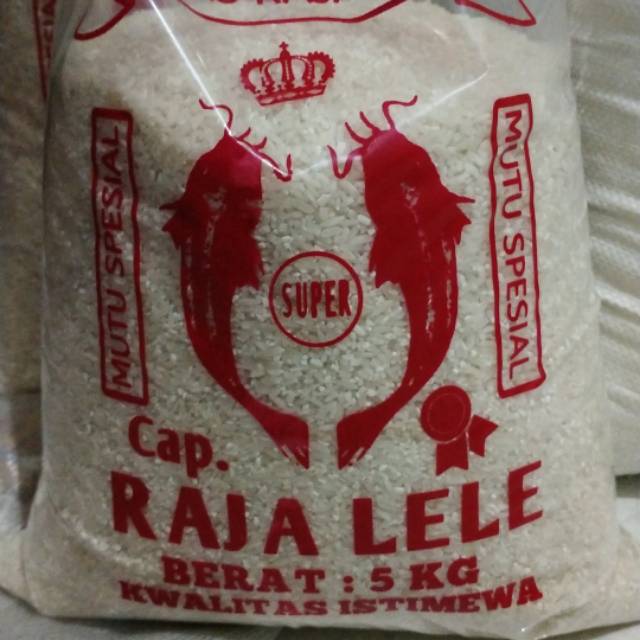 MUTU SPESIAL
SUPER
MUTU SPESIAL
Cap.
RAJA LELE
BERAT : 5 KG
KWALITAS ISTIMEWA